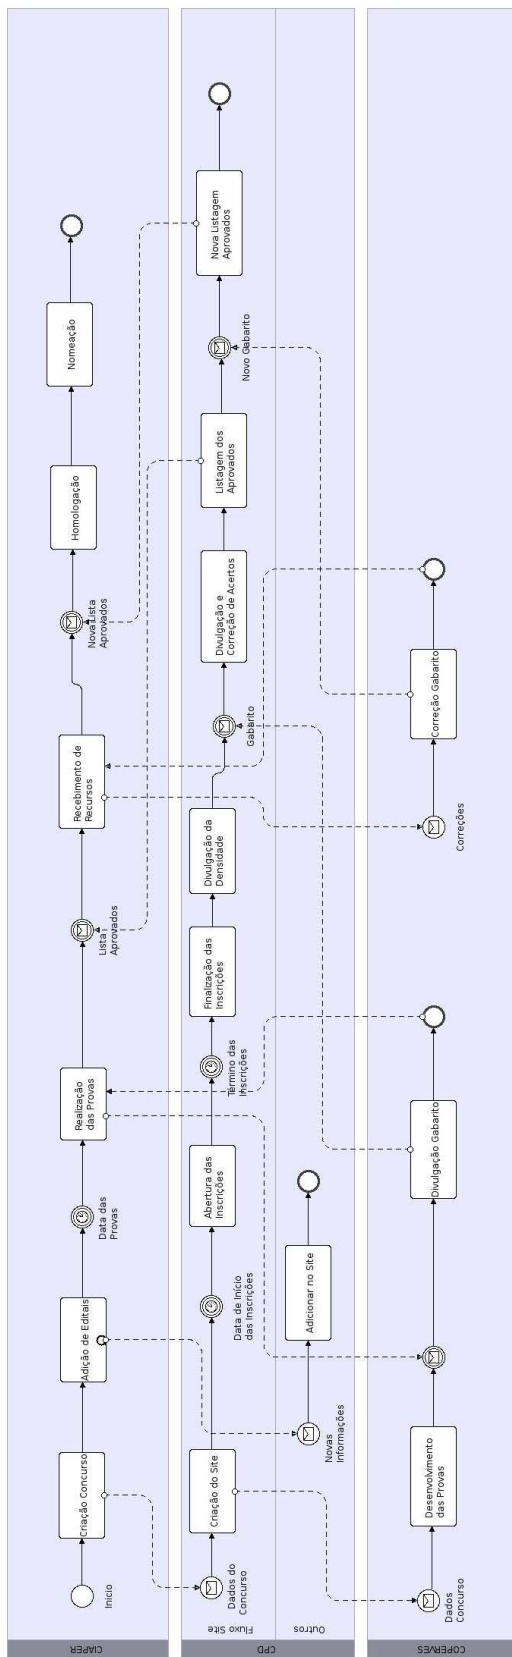 CIAPER
Início
Criação Concurso
Adição de Editais
Data das
Provas
Realização
das Provas
Lista
Aprovados
Recebimento de
Recursos
Nova Lista
Aprovados
Homologação
Nomeação
CPD
Fluxo Site
Dados do
Concurso
Criação do Site
Data de Início
das Inscrições
Abertura das
Inscrições
Término das
Inscrições
Finalização das
Inscrições
Divulgação da
Densidade
Gabarito
Divulgação e
Correção de Acertos
Listagem dos
Aprovados
Novo Gabarito
Nova Listagem
Aprovados
Outros
Novas
Informações
Adicionar no Site
COPERVES
Dados
Concurso
Desenvolvimento
das Provas
Divulgação Gabarito
Correções
Correção Gabarito